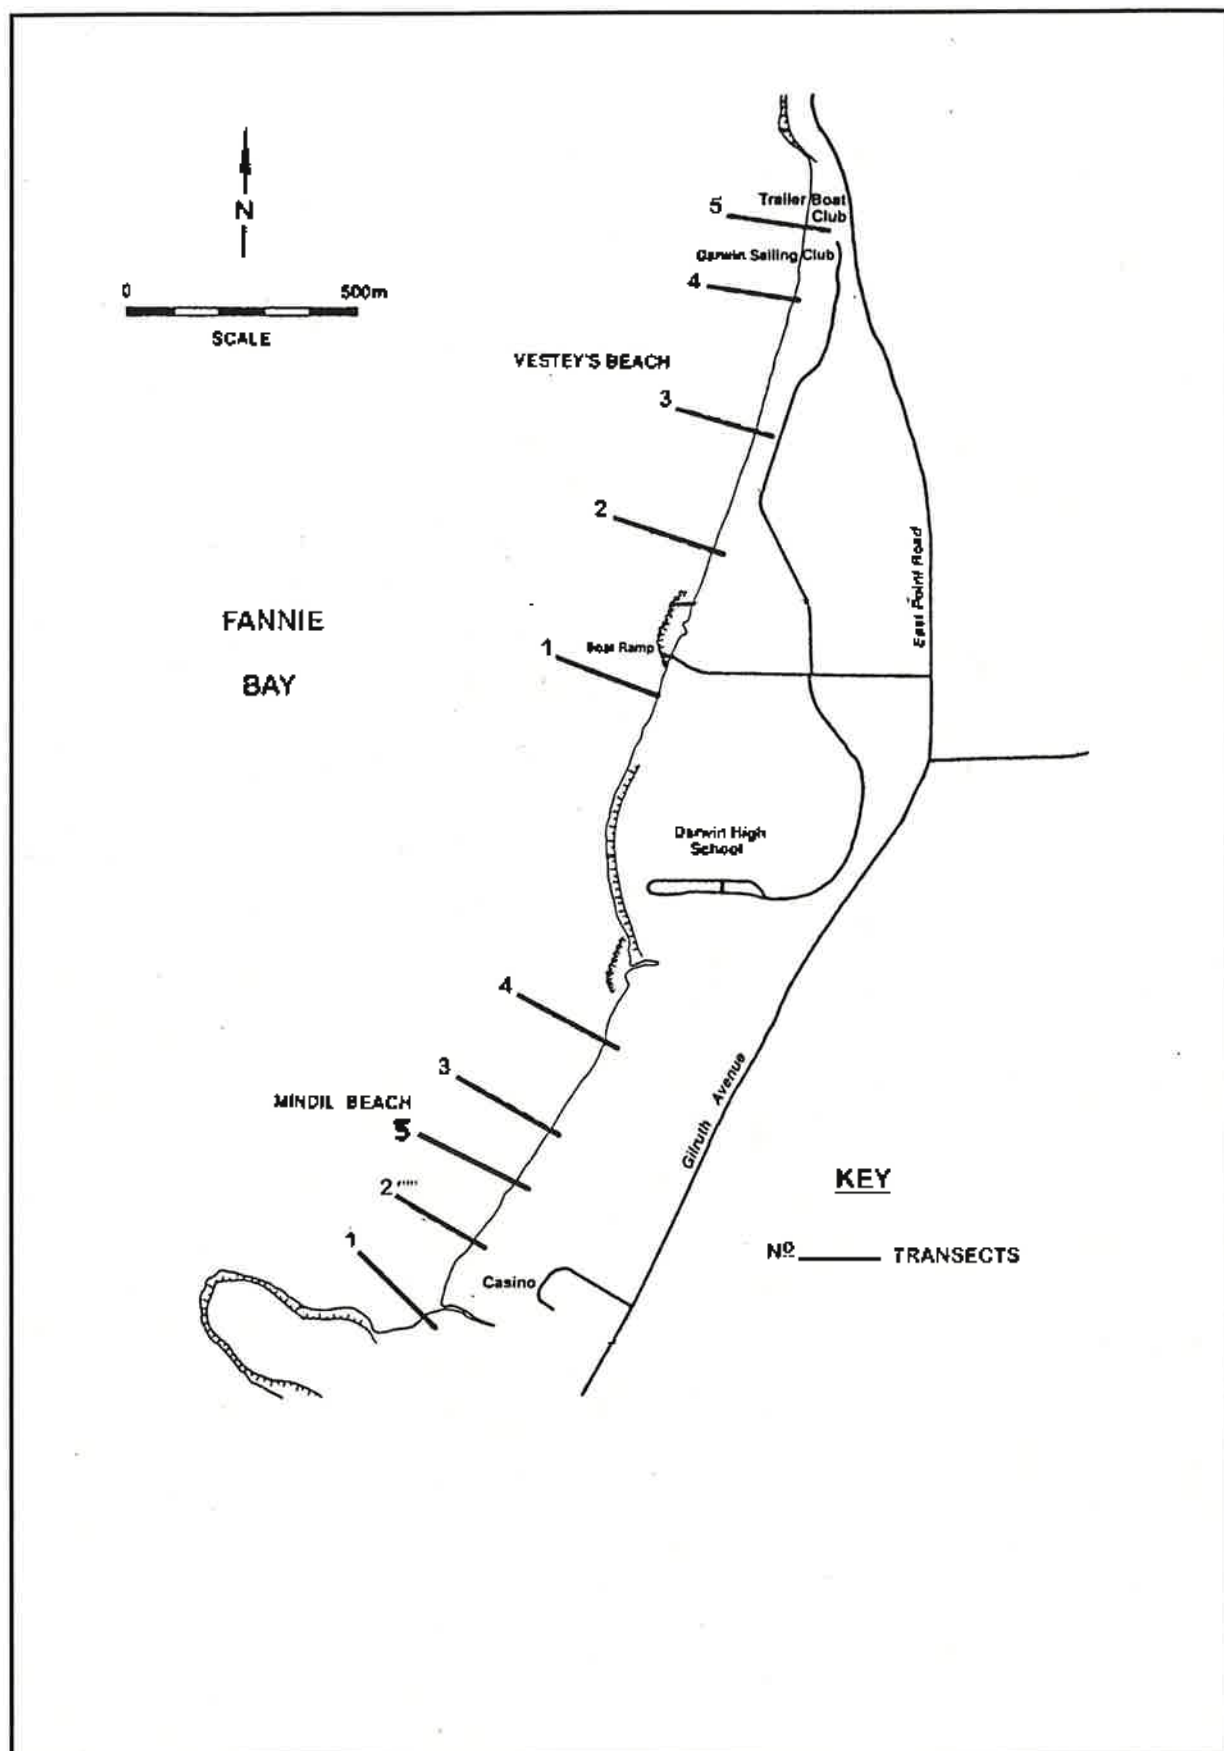 N
0 500m
SCALE
5
Trailer Boat
Club
Darwin Sailing Club
4
VESTEY'S BEACH
3
2
East Point Road
FANNIE
BAY
1
Boat Ramp
Darwin High
School
4
3
MINDIL BEACH
5
2
1
Gilruth Avenue
Casino
KEY
Nº TRANSECTS